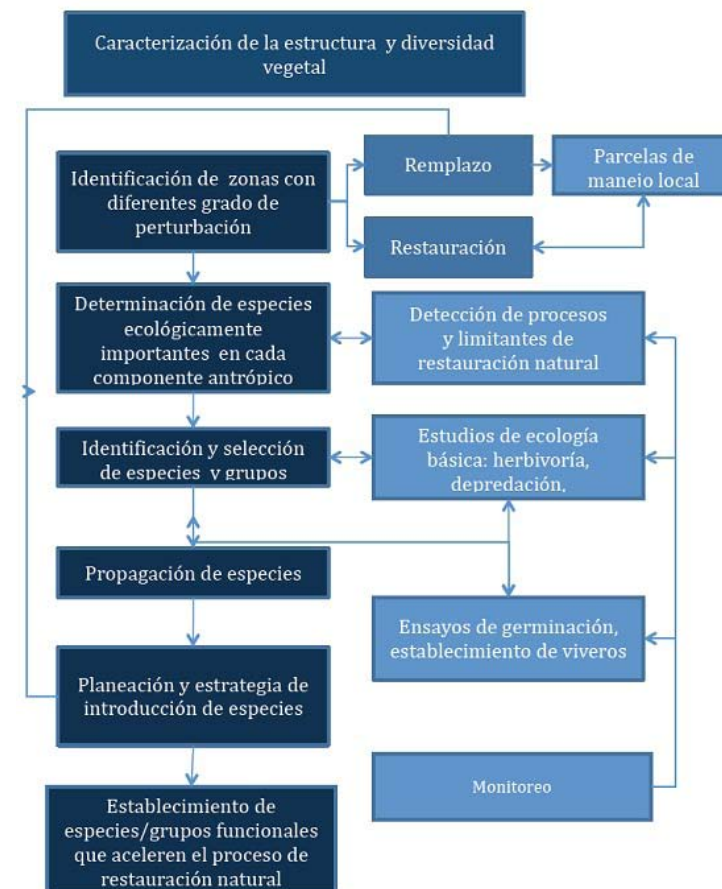 Caracterización de la estructura y diversidad
vegetal
Identificación de zonas con
diferentes grado de
perturbación
Remplazo
Parcelas de
manejo local
Restauración
Determinación de especies
ecológicamente
importantes en cada
componente antrópico
Detección de procesos
y limitantes de
restauración natural
Identificación y selección
de especies y grupos
Estudios de ecología
básica: herbivoría,
depredación,
Propagación de especies
Ensayos de germinación,
establecimiento de viveros
Planeación y estrategia de
introducción de especies
Monitoreo
Establecimiento de
especies/grupos funcionales
que aceleren el proceso de
restauración natural